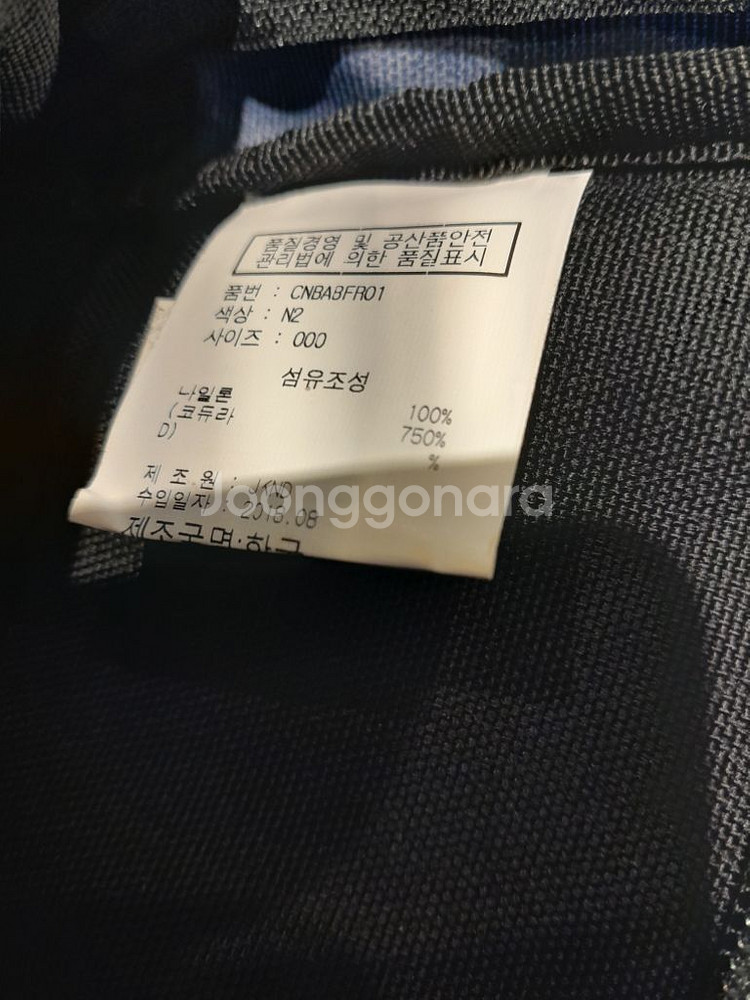 품질경영 및 공산품안전
관리법에 의한 품질표시
품번 : CNBABFR01
색상 : N2
사이즈 : 000
섬유조성
나일론 100%
(코듀라 750%
D) %
제 조 원 : JKND
수입일자 : 2015.08
제조국명:한국
Joonggonara